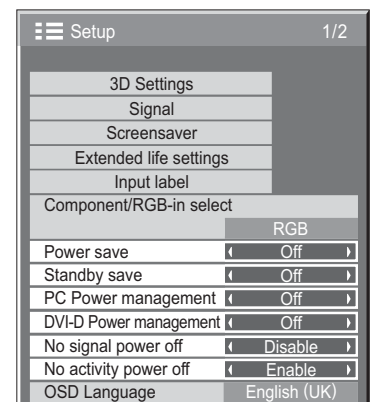 Setup 1/2
3D Settings
Signal
Screensaver
Extended life settings
Input label
Component/RGB-in select
RGB
Power save Off
Standby save Off
PC Power management Off
DVI-D Power management Off
No signal power off Disable
No activity power off Enable
OSD Language English (UK)